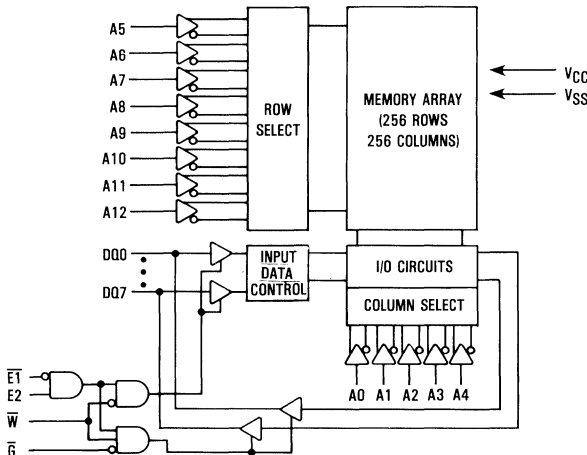 A5
A6
A7
A8
A9
A10
A11
A12
ROW
SELECT
MEMORY ARRAY
(256 ROWS
256 COLUMNS)
VCC
VSS
DQ0
DQ7
INPUT
DATA
CONTROL
I/O CIRCUITS
COLUMN SELECT
A0 A1 A2 A3 A4
E1
E2
W
G